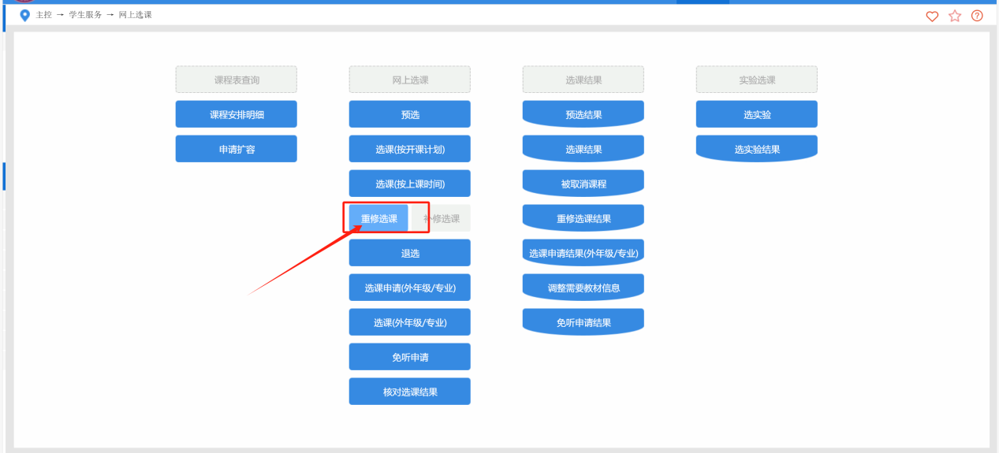 主控 → 学生服务 → 网上选课
课程表查询
课程安排明细
申请扩容
网上选课
预选
选课(按开课计划)
选课(按上课时间)
重修选课
补修选课
退选
选课申请(外年级/专业)
选课(外年级/专业)
免听申请
核对选课结果
选课结果
预选结果
选课结果
被取消课程
重修选课结果
选课申请结果(外年级/专业)
调整需要教材信息
免听申请结果
实验选课
选实验
选实验结果